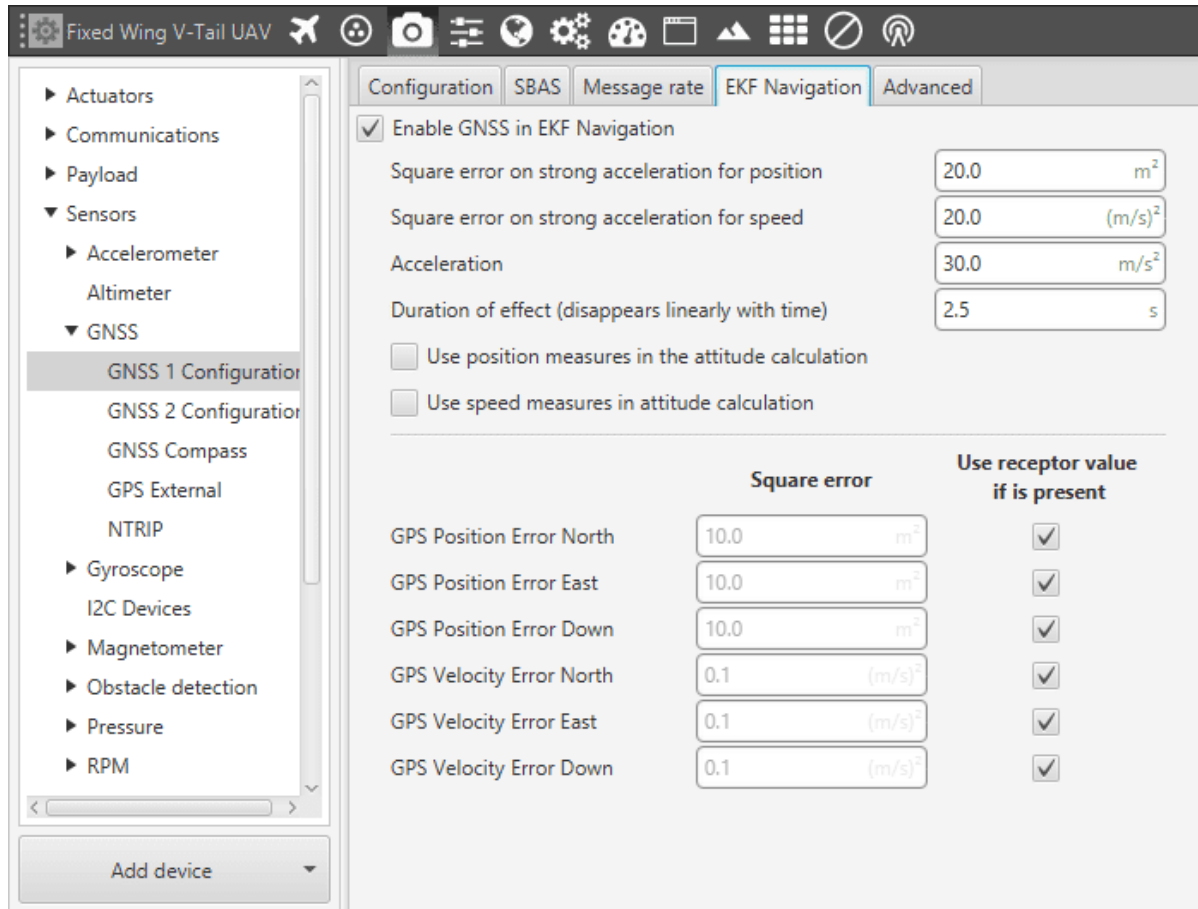 Fixed Wing V-Tail UAV
Actuators
Communications
Payload
Sensors
Accelerometer
Altimeter
GNSS
GNSS 1 Configuration
GNSS 2 Configuration
GNSS Compass
GPS External
NTRIP
Gyroscope
I2C Devices
Magnetometer
Obstacle detection
Pressure
RPM
Add device
Configuration SBAS Message rate EKF Navigation Advanced
Enable GNSS in EKF Navigation
Square error on strong acceleration for position 20.0 m²
Square error on strong acceleration for speed 20.0 (m/s)²
Acceleration 30.0 m/s²
Duration of effect (disappears linearly with time) 2.5 s
Use position measures in the attitude calculation
Use speed measures in attitude calculation
Square error Use receptor value
if is present
GPS Position Error North 10.0 m²
GPS Position Error East 10.0 m²
GPS Position Error Down 10.0 m²
GPS Velocity Error North 0.1 (m/s)²
GPS Velocity Error East 0.1 (m/s)²
GPS Velocity Error Down 0.1 (m/s)²